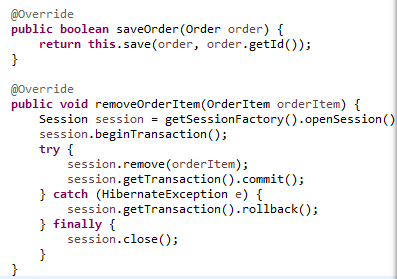 @Override
public boolean saveOrder(Order order) {
return this.save(order, order.getId());
}
@Override
public void removeOrderItem(OrderItem orderItem) {
Session session = getSessionFactory().openSession()
session.beginTransaction();
try {
session.remove(orderItem);
session.getTransaction().commit();
} catch (HibernateException e) {
session.getTransaction().rollback();
} finally {
session.close();
}
}